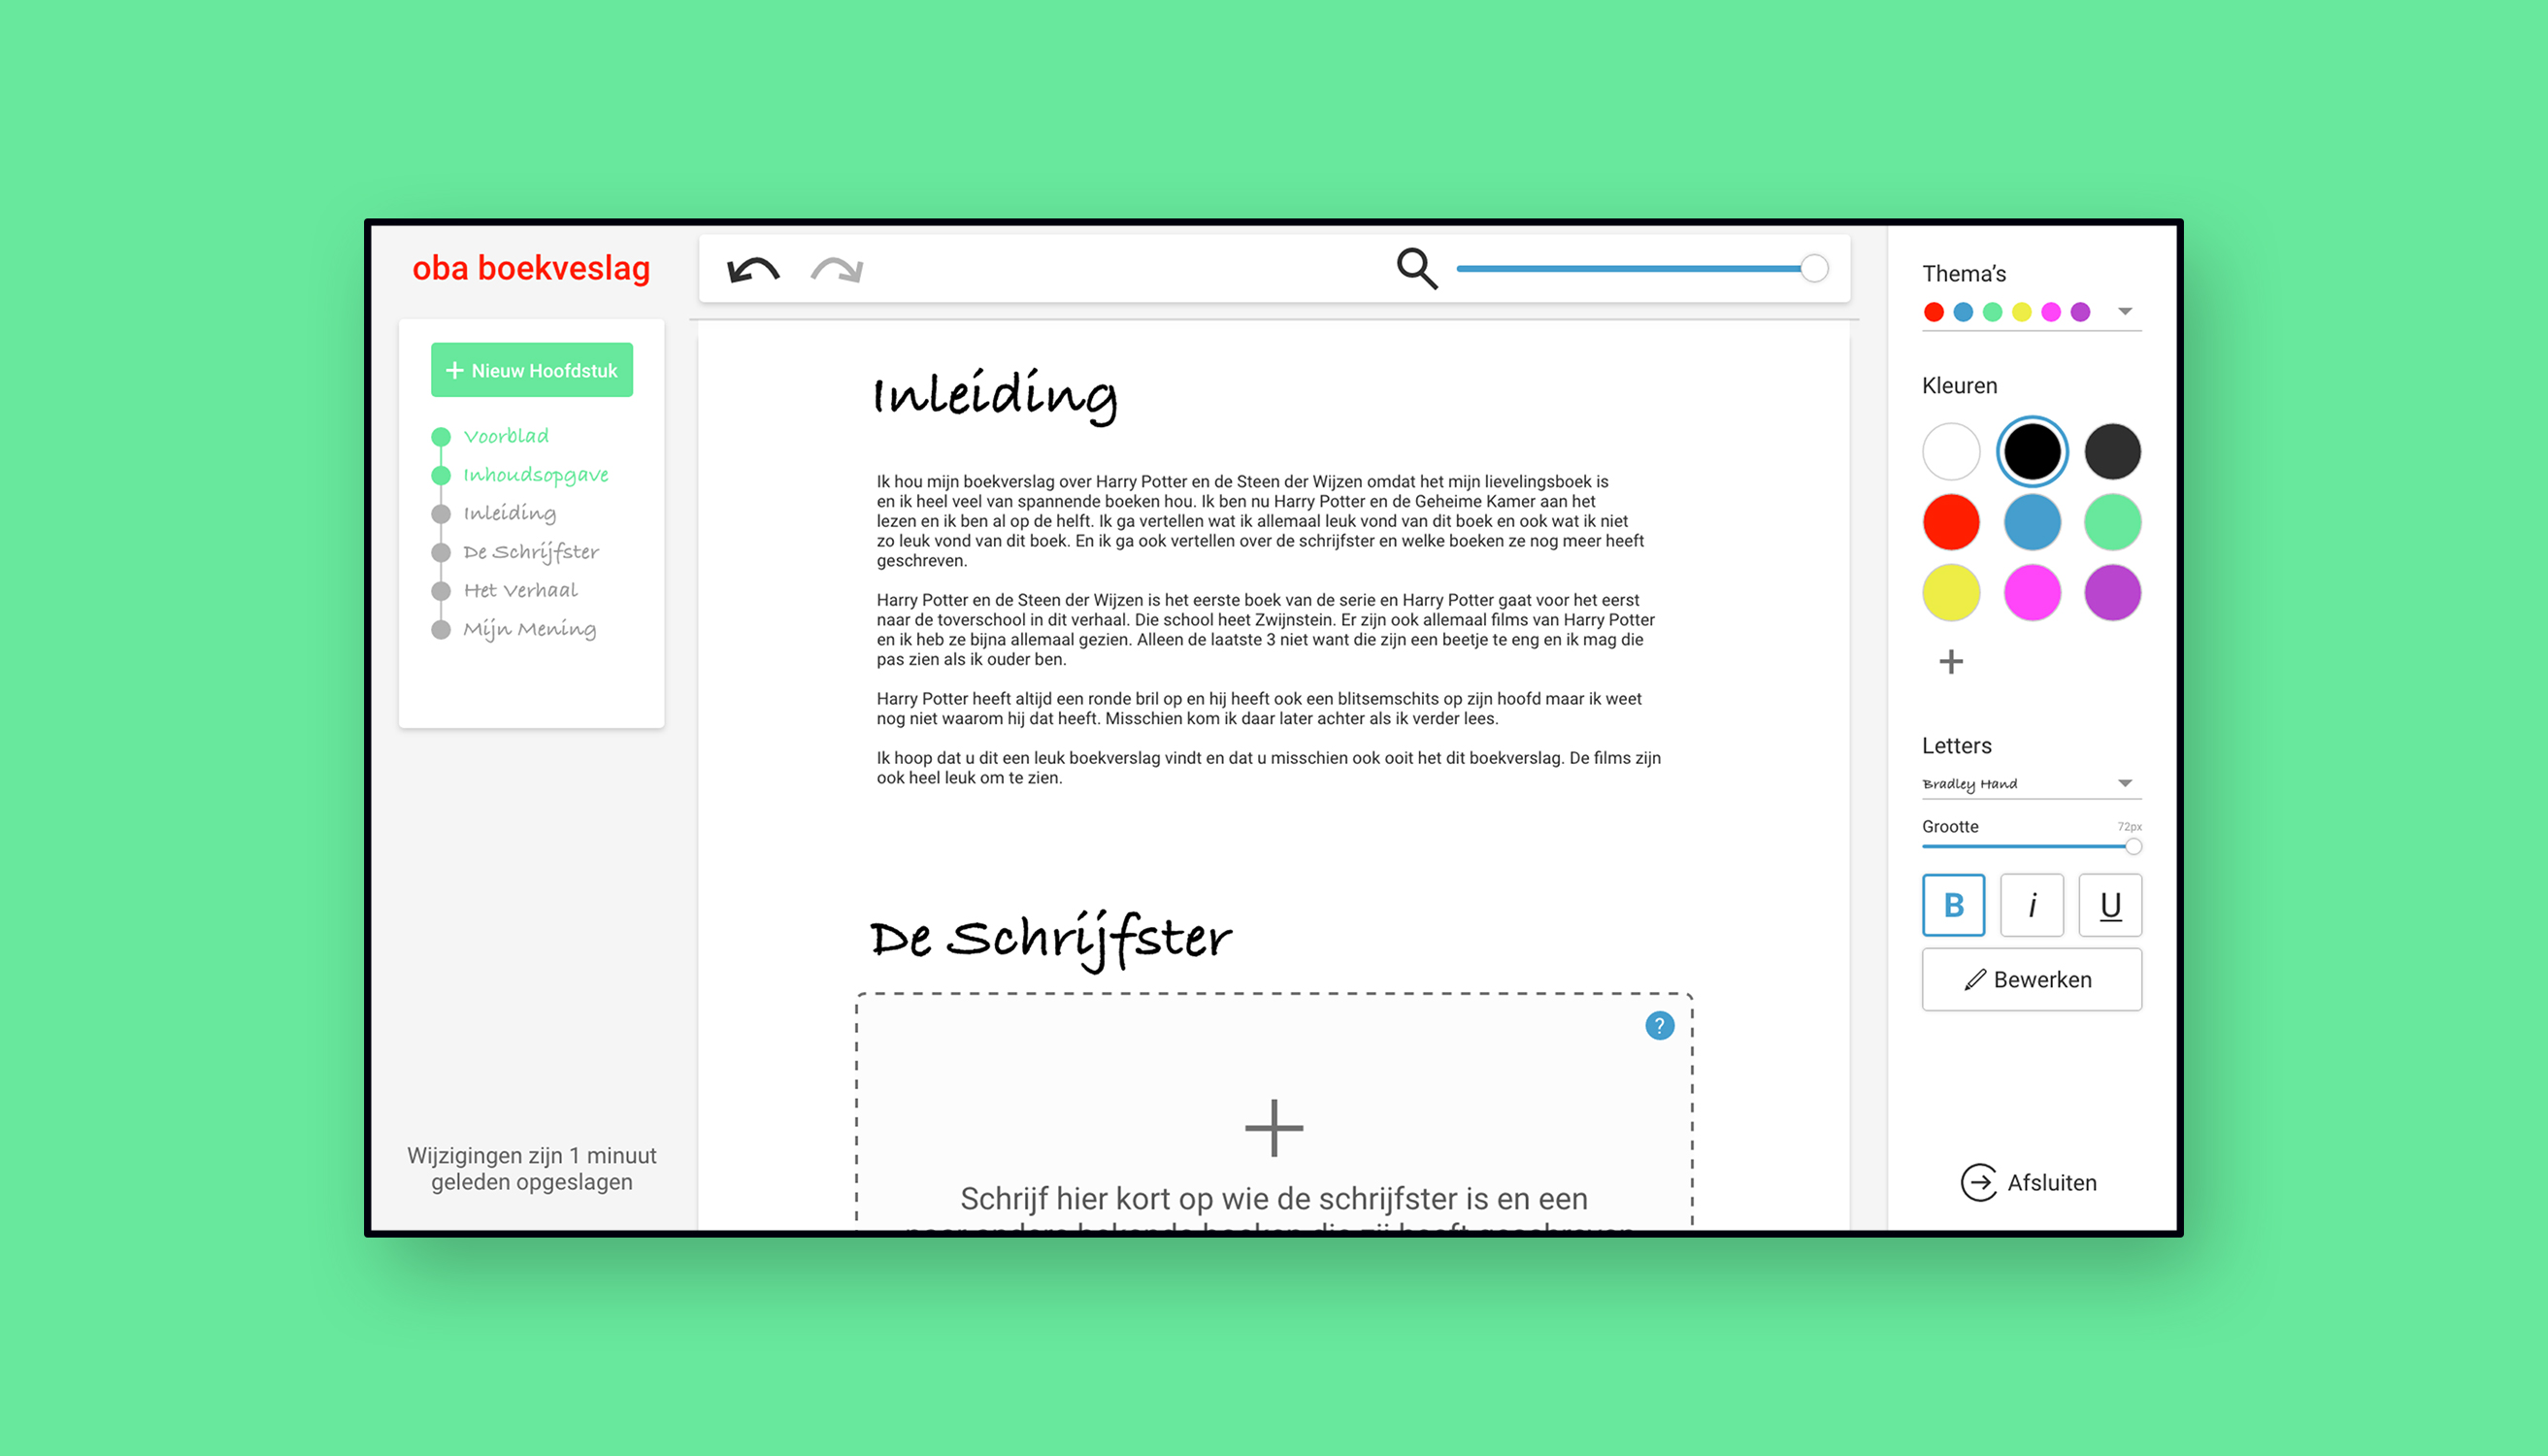 oba boekveslag
Nieuw Hoofdstuk
Voorblad
Inhoudsopgave
Inleiding
De Schrijfster
Het Verhaal
Mijn Mening
Wijzigingen zijn 1 minuut
geleden opgeslagen
Inleiding
Ik hou mijn boekverslag over Harry Potter en de Steen der Wijzen omdat het mijn lievelingsboek is
en ik heel veel van spannende boeken hou. Ik ben nu Harry Potter en de Geheime Kamer aan het
lezen en ik ben al op de helft. Ik ga vertellen wat ik allemaal leuk vond van dit boek en ook wat ik niet
zo leuk vond van dit boek. En ik ga ook vertellen over de schrijfster en welke boeken ze nog meer heeft
geschreven.
Harry Potter en de Steen der Wijzen is het eerste boek van de serie en Harry Potter gaat voor het eerst
naar de toverschool in dit verhaal. Die school heet Zwijnstein. Er zijn ook allemaal films van Harry Potter
en ik heb ze bijna allemaal gezien. Alleen de laatste 3 niet want die zijn een beetje te eng en ik mag die
pas zien als ik ouder ben.
Harry Potter heeft altijd een ronde bril op en hij heeft ook een blitsemschits op zijn hoofd maar ik weet
nog niet waarom hij dat heeft. Misschien kom ik daar later achter als ik verder lees.
Ik hoop dat u dit een leuk boekverslag vindt en dat u misschien ook ooit het dit boekverslag. De films zijn
ook heel leuk om te zien.
De Schrijfster
?
Schrijf hier kort op wie de schrijfster is en een
paar andere bekende boeken die zij heeft geschreven
Thema's
Kleuren
Letters
Bradley Hand
Grootte 72px
B i U
Bewerken
Afsluiten